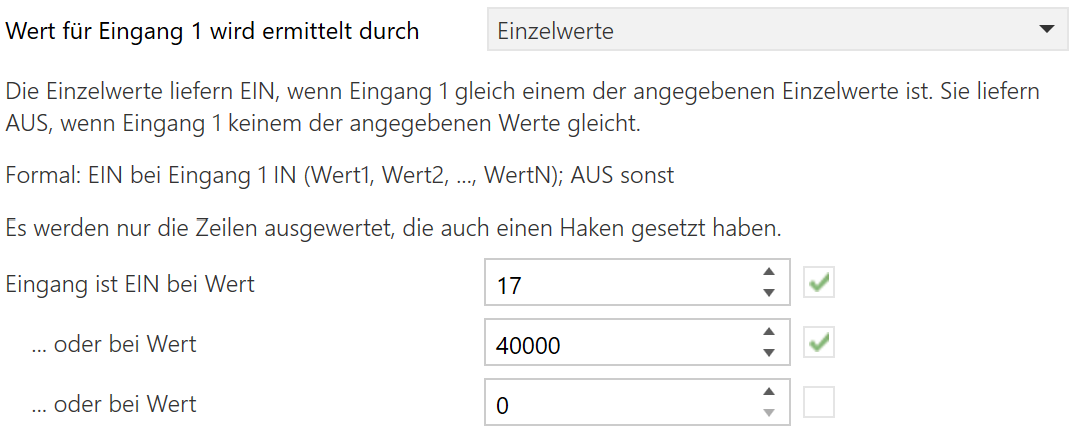 Wert für Eingang 1 wird ermittelt durch Einzelwerte
Die Einzelwerte liefern EIN, wenn Eingang 1 gleich einem der angegebenen Einzelwerte ist. Sie liefern
AUS, wenn Eingang 1 keinem der angegebenen Werte gleicht.
Formal: EIN bei Eingang 1 IN (Wert1, Wert2, ..., WertN); AUS sonst
Es werden nur die Zeilen ausgewertet, die auch einen Haken gesetzt haben.
Eingang ist EIN bei Wert 17
... oder bei Wert 40000
... oder bei Wert 0